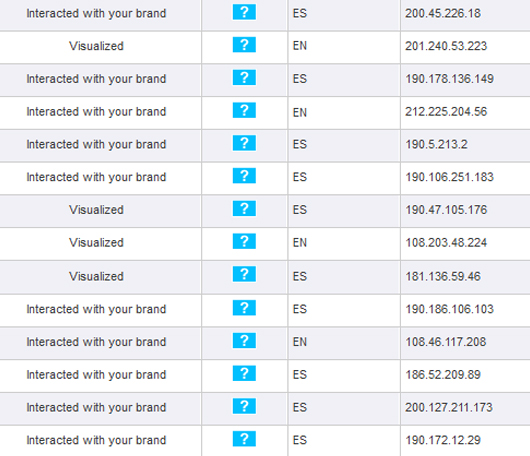 Interacted with your brand ? ES 200.45.226.18
Visualized ? EN 201.240.53.223
Interacted with your brand ? ES 190.178.136.149
Interacted with your brand ? EN 212.225.204.56
Interacted with your brand ? ES 190.5.213.2
Interacted with your brand ? ES 190.106.251.183
Visualized ? ES 190.47.105.176
Visualized ? EN 108.203.48.224
Visualized ? ES 181.136.59.46
Interacted with your brand ? ES 190.186.106.103
Interacted with your brand ? EN 108.46.117.208
Interacted with your brand ? ES 186.52.209.89
Interacted with your brand ? ES 200.127.211.173
Interacted with your brand ? ES 190.172.12.29